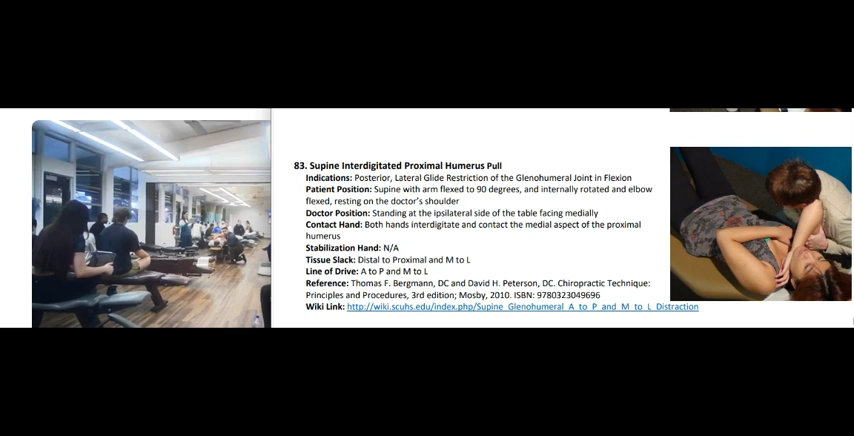 83. Supine Interdigitated Proximal Humerus Pull
Indications: Posterior, Lateral Glide Restriction of the Glenohumeral Joint in Flexion
Patient Position: Supine with arm flexed to 90 degrees, and internally rotated and elbow
flexed, resting on the doctor's shoulder
Doctor Position: Standing at the ipsilateral side of the table facing medially
Contact Hand: Both hands interdigitate and contact the medial aspect of the proximal
humerus
Stabilization Hand: N/A
Tissue Slack: Distal to Proximal and M to L
Line of Drive: A to P and M to L
Reference: Thomas F. Bergmann, DC and David H. Peterson, DC. Chiropractic Technique:
Principles and Procedures, 3rd edition; Mosby, 2010. ISBN: 9780323049696
Wiki Link: http://wiki.scuhs.edu/index.php/Supine_Glenohumeral_A_to_P_and_M_to_L_Distraction